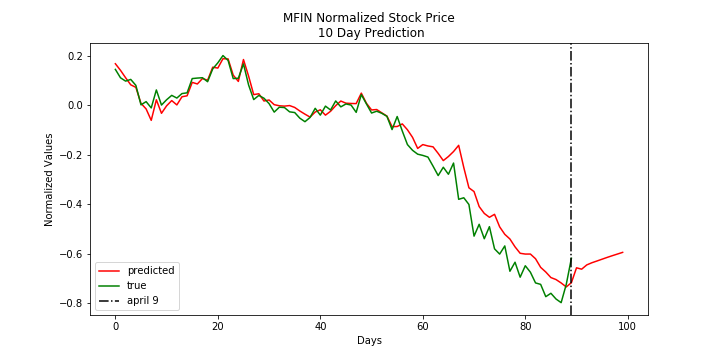 MFIN Normalized Stock Price
10 Day Prediction
Normalized Values
0.2
0.0
−0.2
−0.4
−0.6
−0.8
predicted
true
april 9
0
20
40
60
80
100
Days